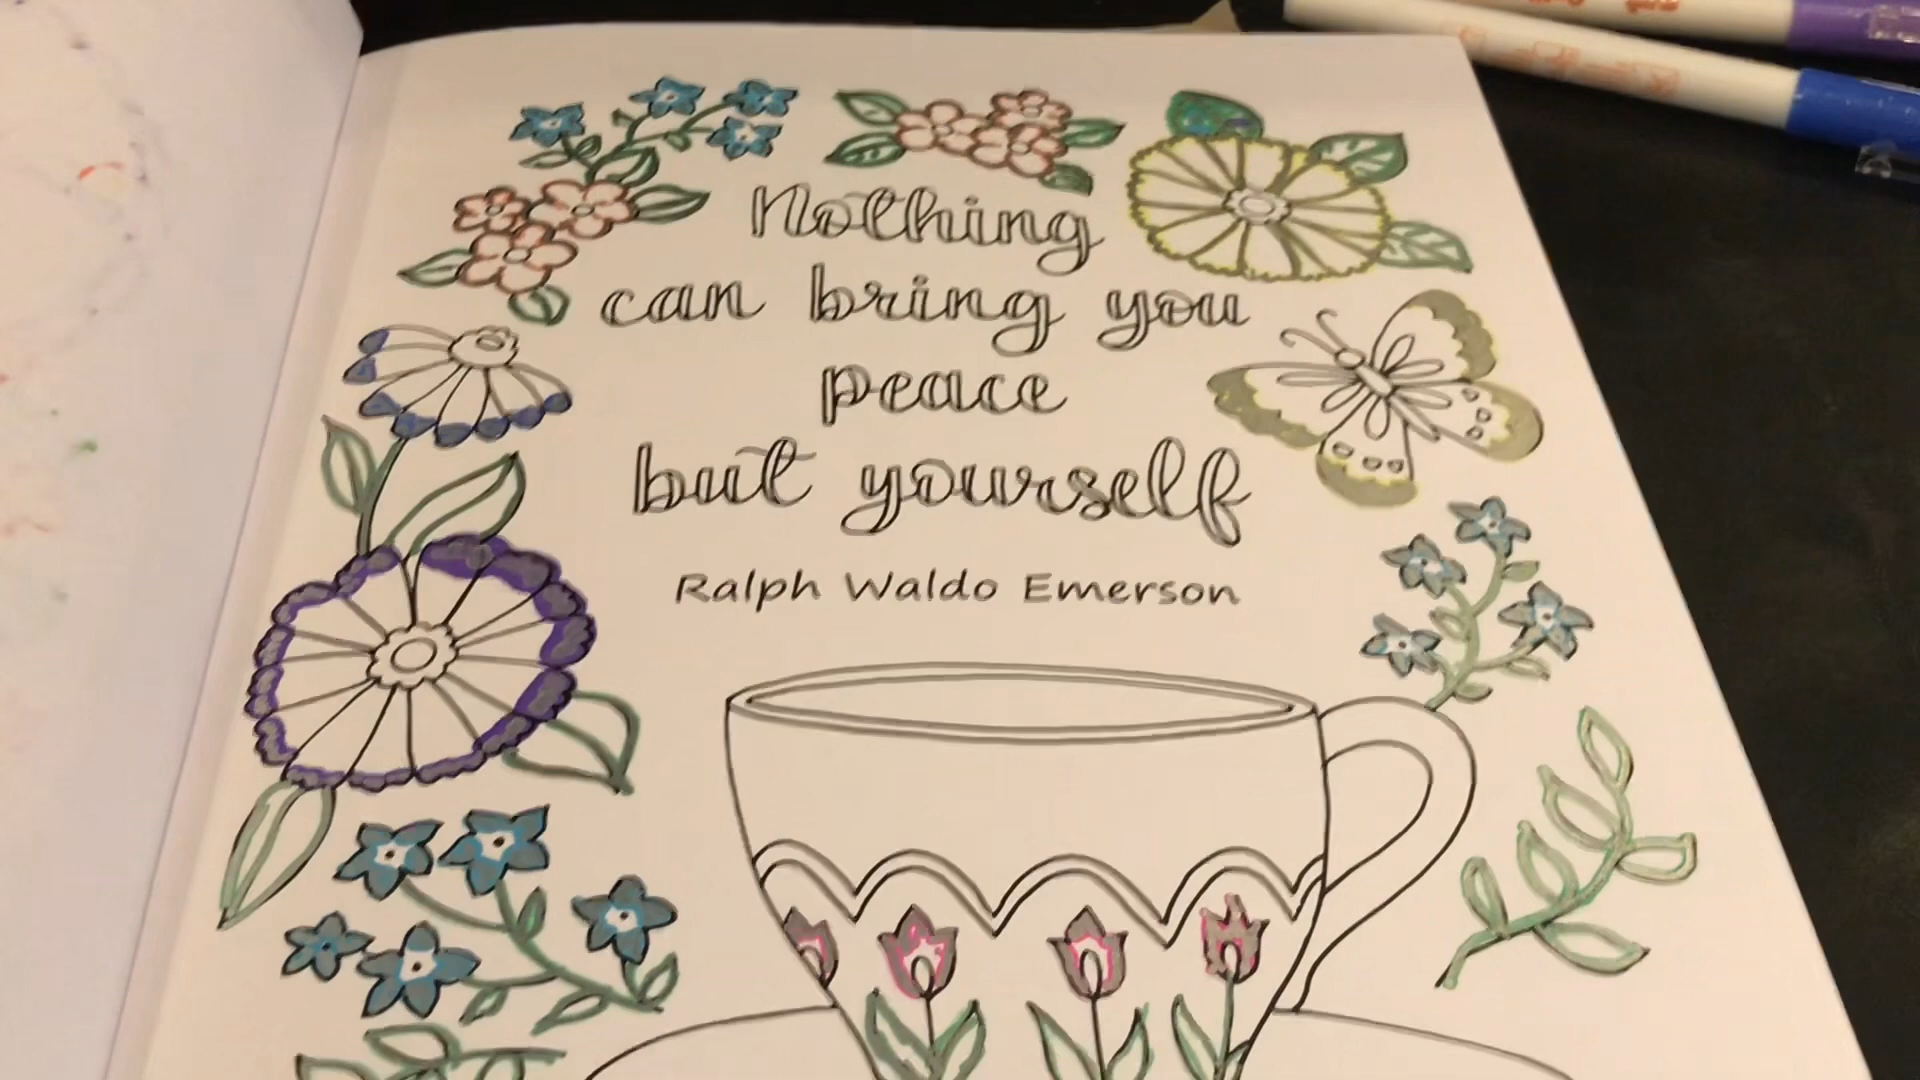 Nothing
can bring you
peace
but yourself
Ralph Waldo Emerson